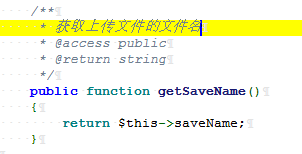 /**
 * 获取上传文件的文件名
 * @access public
 * @return string
 */
public function getSaveName()
{
    return $this->saveName;
}